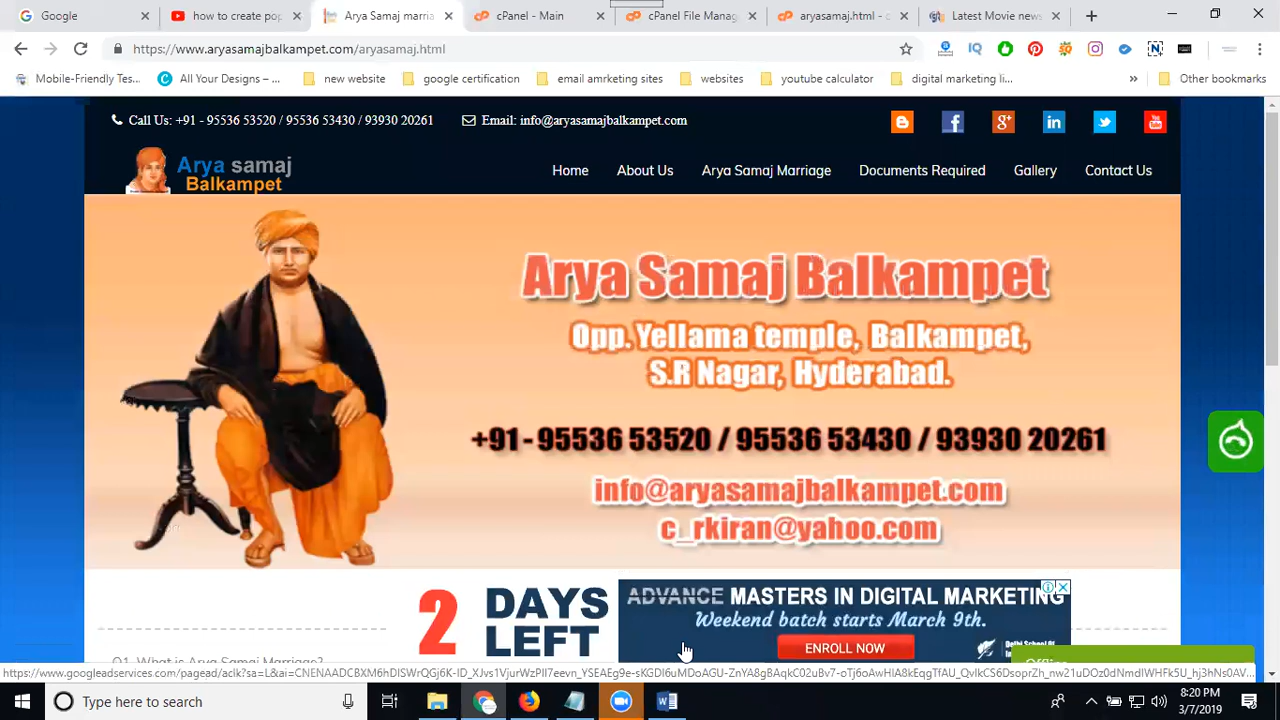 Google
how to create pop
Arya Samaj marria
cPanel - Main
cPanel File Manag
aryasamaj.html - c
Latest Movie news
https://www.aryasamajbalkampet.com/aryasamaj.html
Mobile-Friendly Tes...
All Your Designs – ...
new website
google certification
email amrketing sites
websites
youtube calculator
digital marketing li...
Other bookmarks
Call Us: +91 - 95536 53520 / 95536 53430 / 93930 20261
Email: info@aryasamajbalkampet.com
Arya samaj
Balkampet
Home
About Us
Arya Samaj Marriage
Documents Required
Gallery
Contact Us
Arya Samaj Balkampet
Opp. Yellama temple, Balkampet,
S.R Nagar, Hyderabad.
+91 - 95536 53520 / 95536 53430 / 93930 20261
info@aryasamajbalkampet.com
c_rkiran@yahoo.com
2 DAYS LEFT
ADVANCE MASTERS IN DIGITAL MARKETING
Weekend batch starts March 9th.
ENROLL NOW
Q1. What is Arya Samaj Marriage?
Type here to search
8:20 PM
3/7/2019